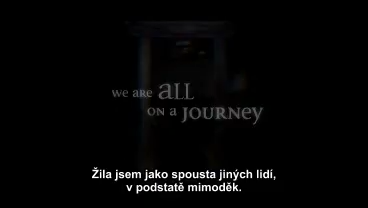 we are all
on a journey
Žila jsem jako spousta jiných lidí,
v podstatě mimoděk.